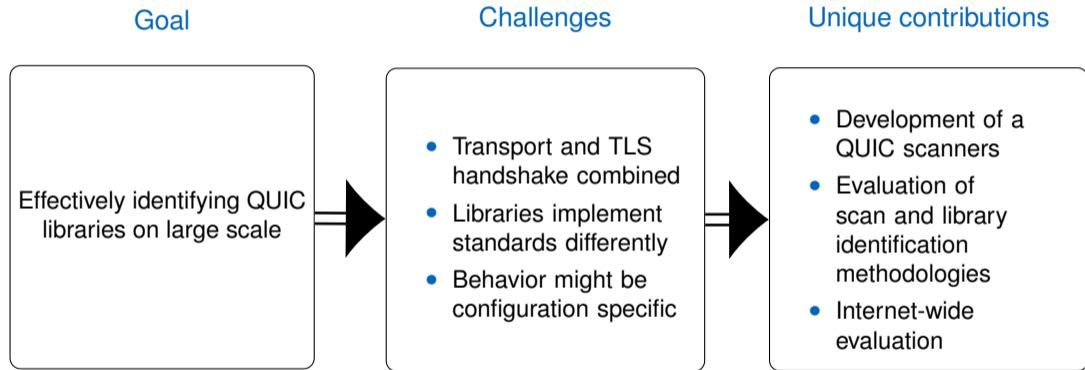 Goal
Effectively identifying QUIC
libraries on large scale
Challenges
• Transport and TLS
handshake combined
• Libraries implement
standards differently
• Behavior might be
configuration specific
Unique contributions
• Development of a
QUIC scanners
• Evaluation of
scan and library
identification
methodologies
• Internet-wide
evaluation